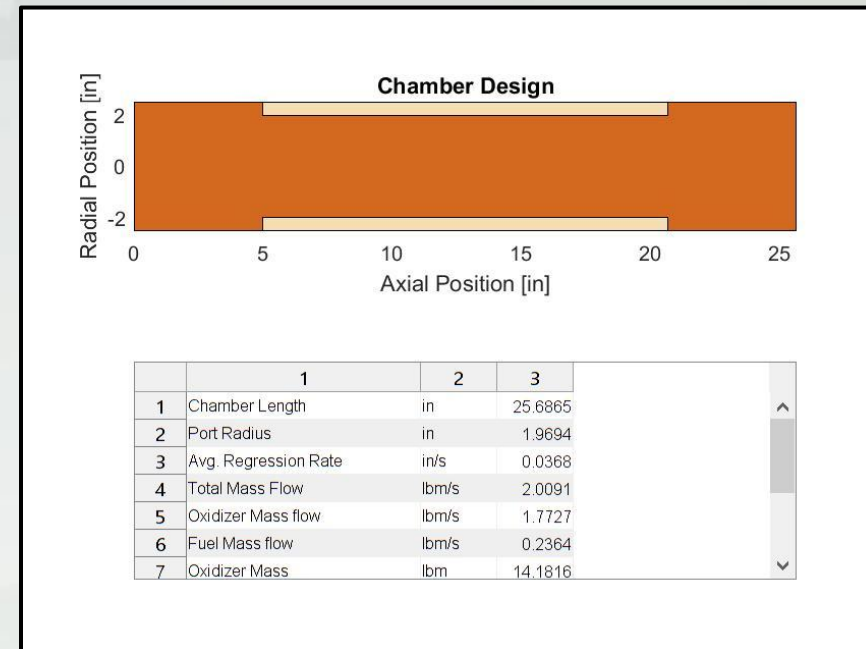 Chamber Design
Radial Position [in]
2
0
-2
0 5 10 15 20 25
Axial Position [in]
1 2 3
1 Chamber Length in 25.6865
2 Port Radius in 1.9694
3 Avg. Regression Rate in/s 0.0368
4 Total Mass Flow lbm/s 2.0091
5 Oxidizer Mass flow lbm/s 1.7727
6 Fuel Mass flow lbm/s 0.2364
7 Oxidizer Mass lbm 14.1816